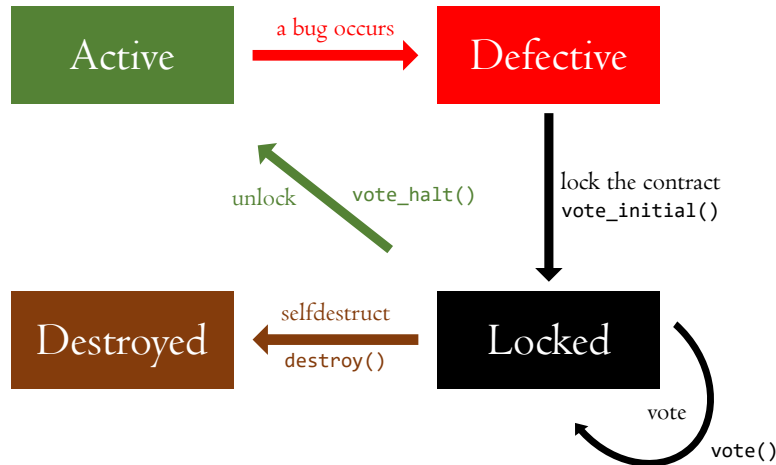 Active
a bug occurs
Defective
lock the contract
vote_initial()
unlock
vote_halt()
Destroyed
selfdestruct
destroy()
Locked
vote
vote()